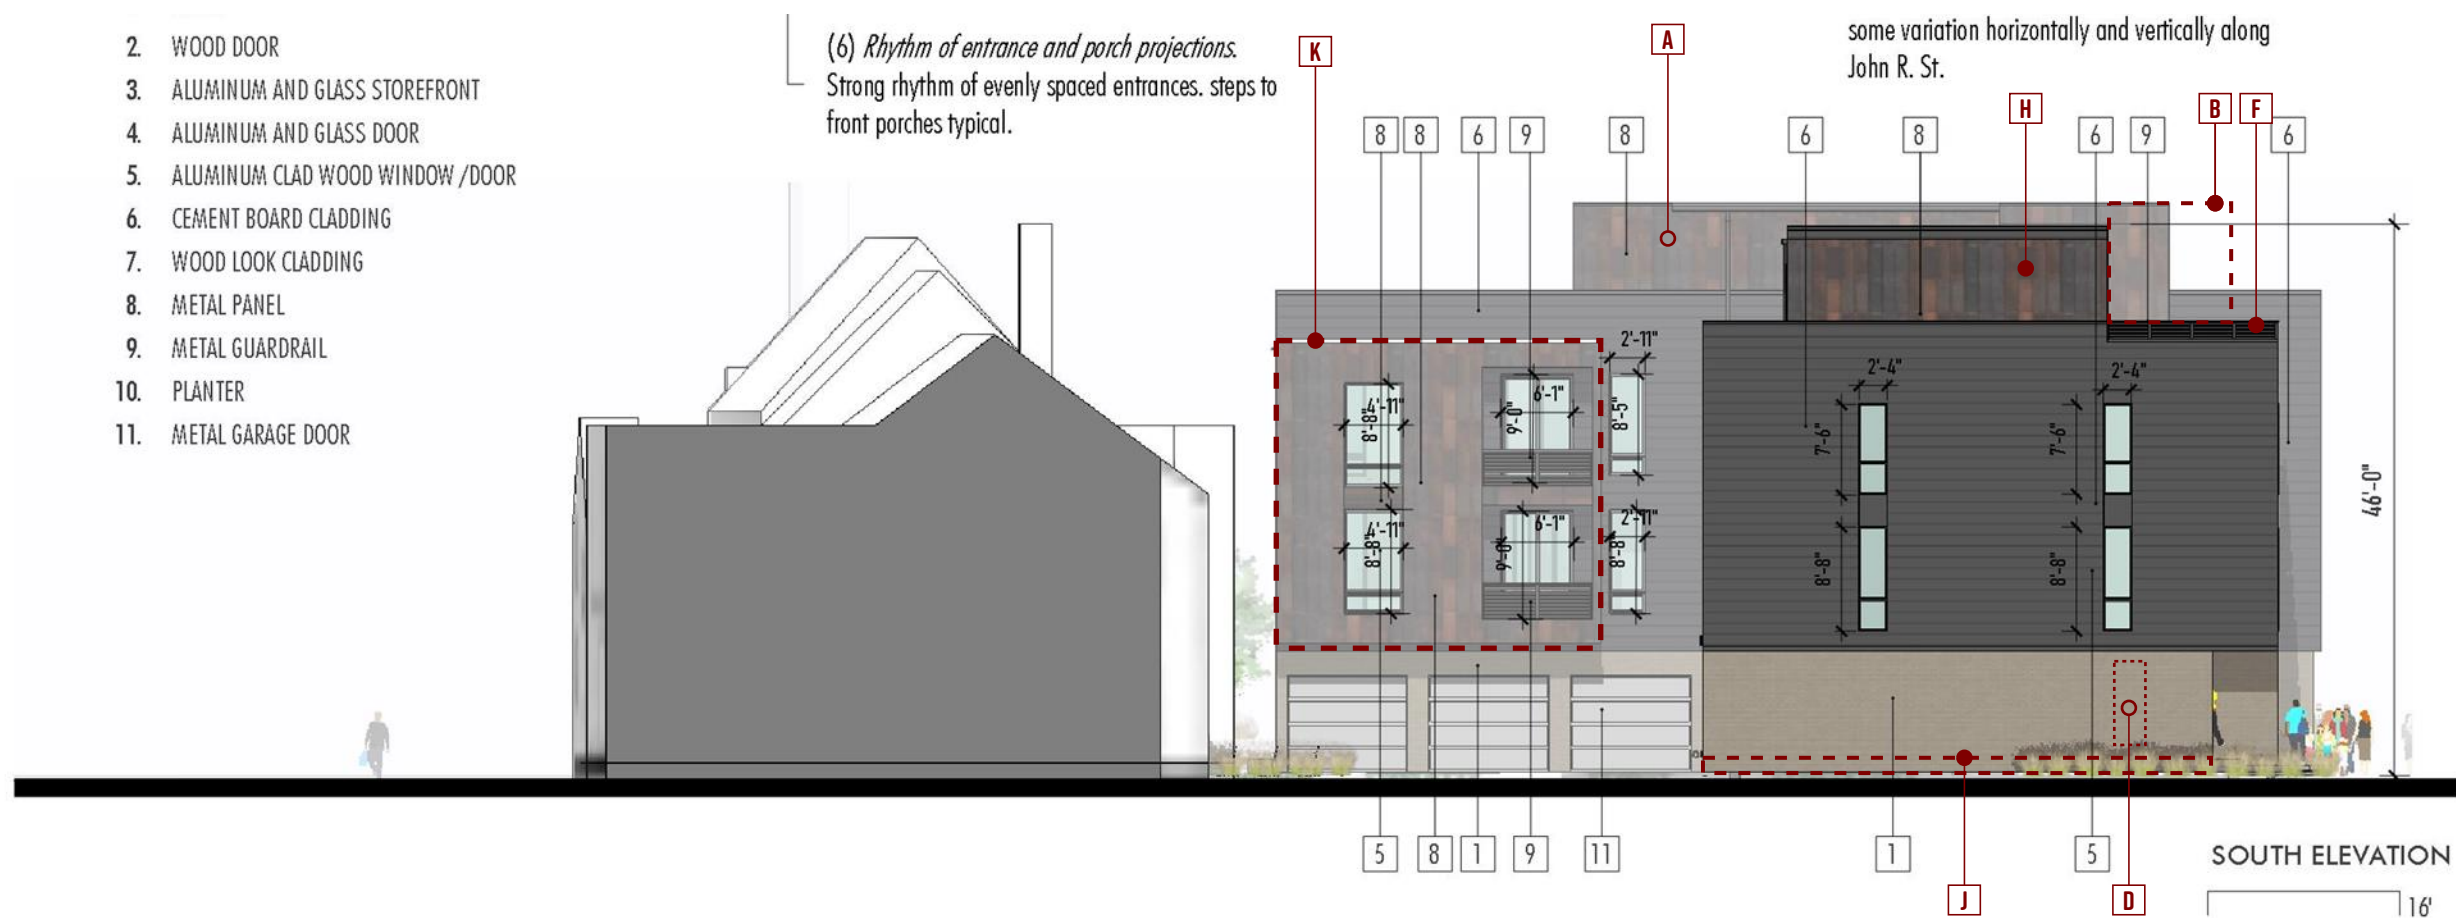 2. WOOD DOOR
3. ALUMINUM AND GLASS STOREFRONT
4. ALUMINUM AND GLASS DOOR
5. ALUMINUM CLAD WOOD WINDOW /DOOR
6. CEMENT BOARD CLADDING
7. WOOD LOOK CLADDING
8. METAL PANEL
9. METAL GUARDRAIL
10. PLANTER
11. METAL GARAGE DOOR
(6) Rhythm of entrance and porch projections.
Strong rhythm of evenly spaced entrances. steps to
front porches typical.
some variation horizontally and vertically along
John R. St.
K A H B F
8 8 6 9 8 6 8 6 9 6
2'-11"
2'-4" 2'-4"
4'-11" 6'-1"
8'-8" 9'-0" 8'-5" 7'-6" 7'-6"
46'-0"
4'-11" 6'-1" 2'-11"
8'-8" 9'-0" 8'-8" 8'-8" 8'-8"
5 8 1 9 11 1 5
J D
SOUTH ELEVATION
16'